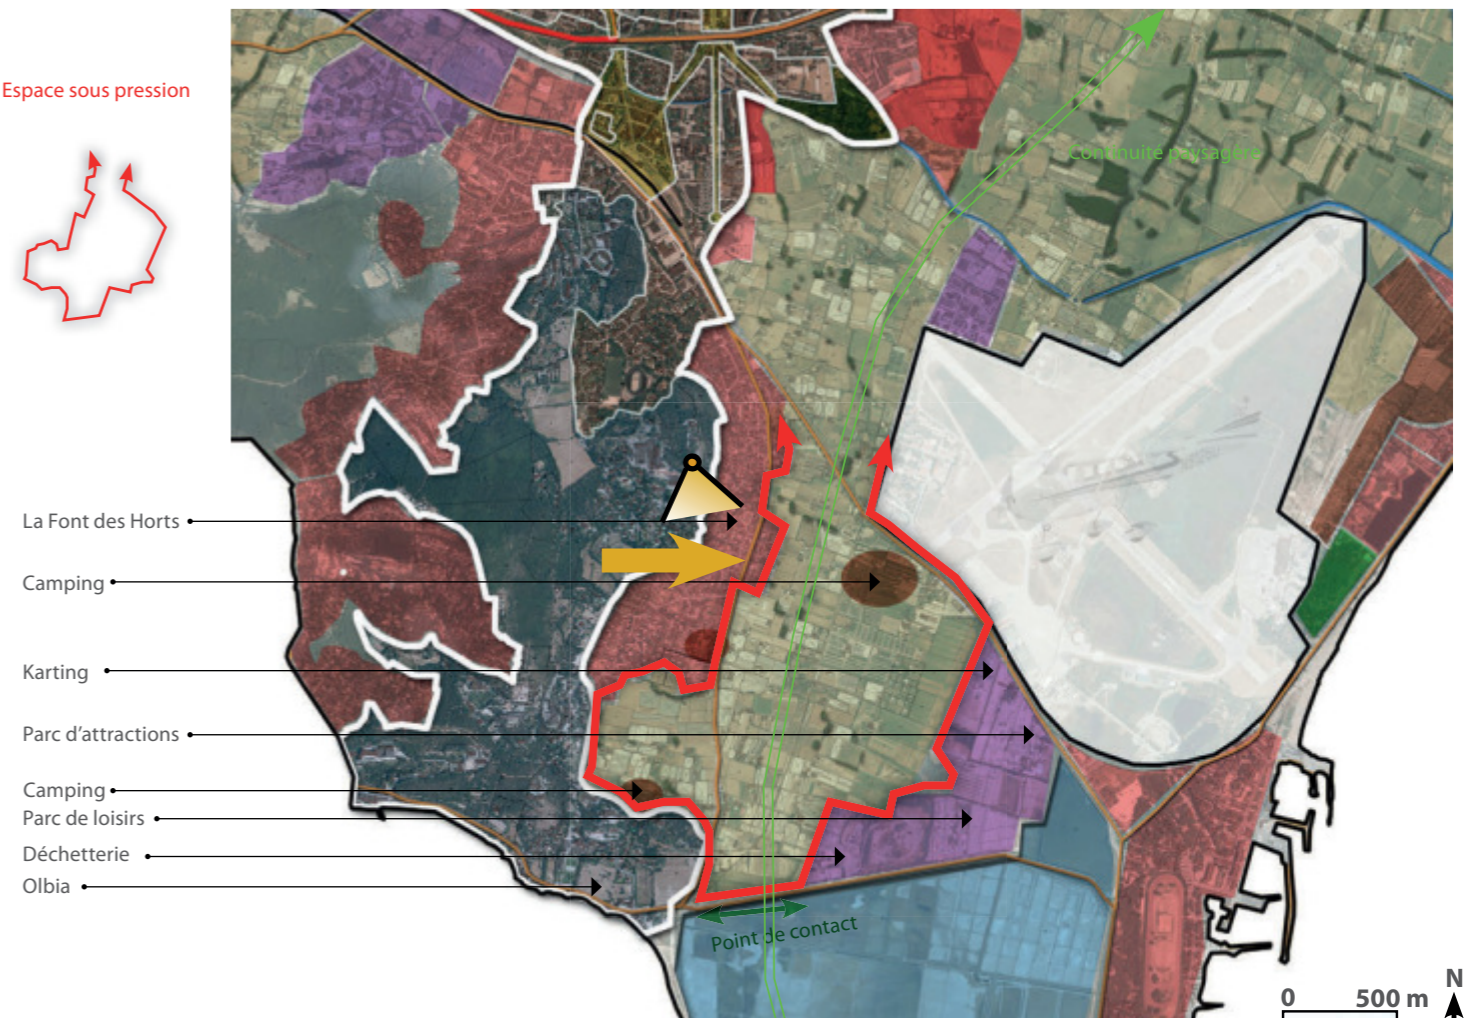 Espace sous pression
Continuité paysagère
La Font des Horts
Camping
Karting
Parc d'attractions
Camping
Parc de loisirs
Déchetterie
Olbia
Point de contact
0 500 m
N